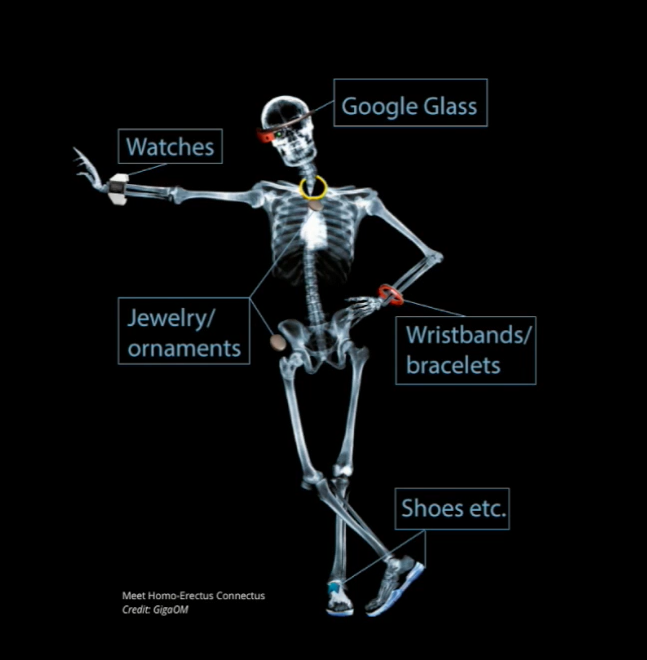 Google Glass
Watches
Jewelry/
ornaments
Wristbands/
bracelets
Shoes etc.
Meet Homo-Erectus Connectus
Credit: GigaOM